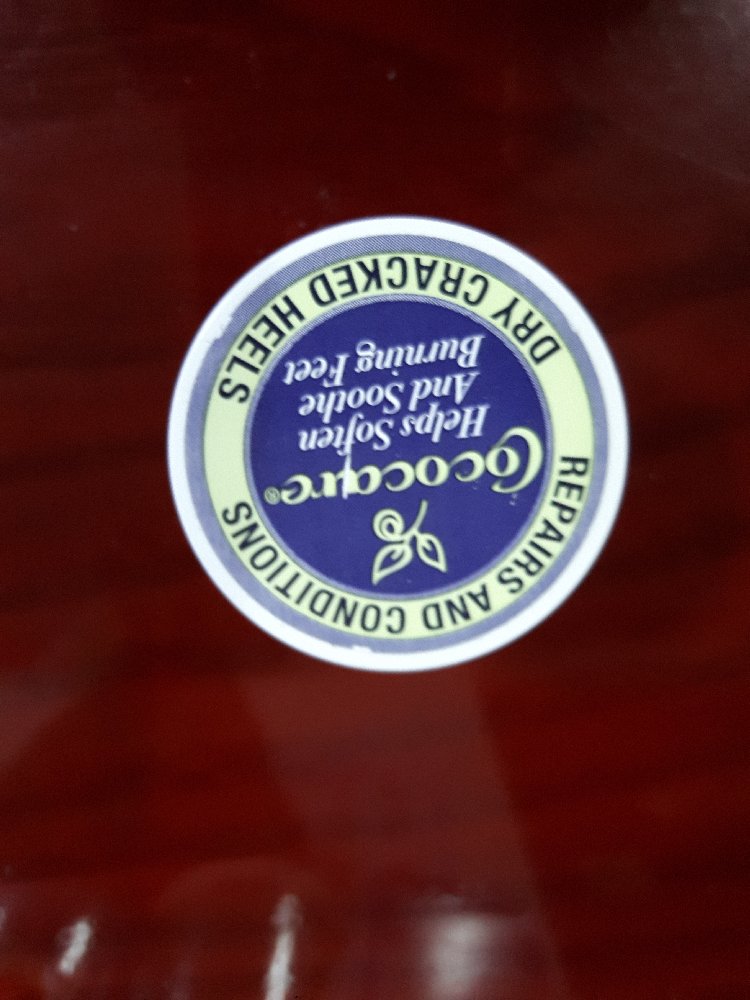 REPAIRS AND CONDITIONS
Cococare®
Helps Soften
And Soothe
Burning Feet
DRY CRACKED HEELS